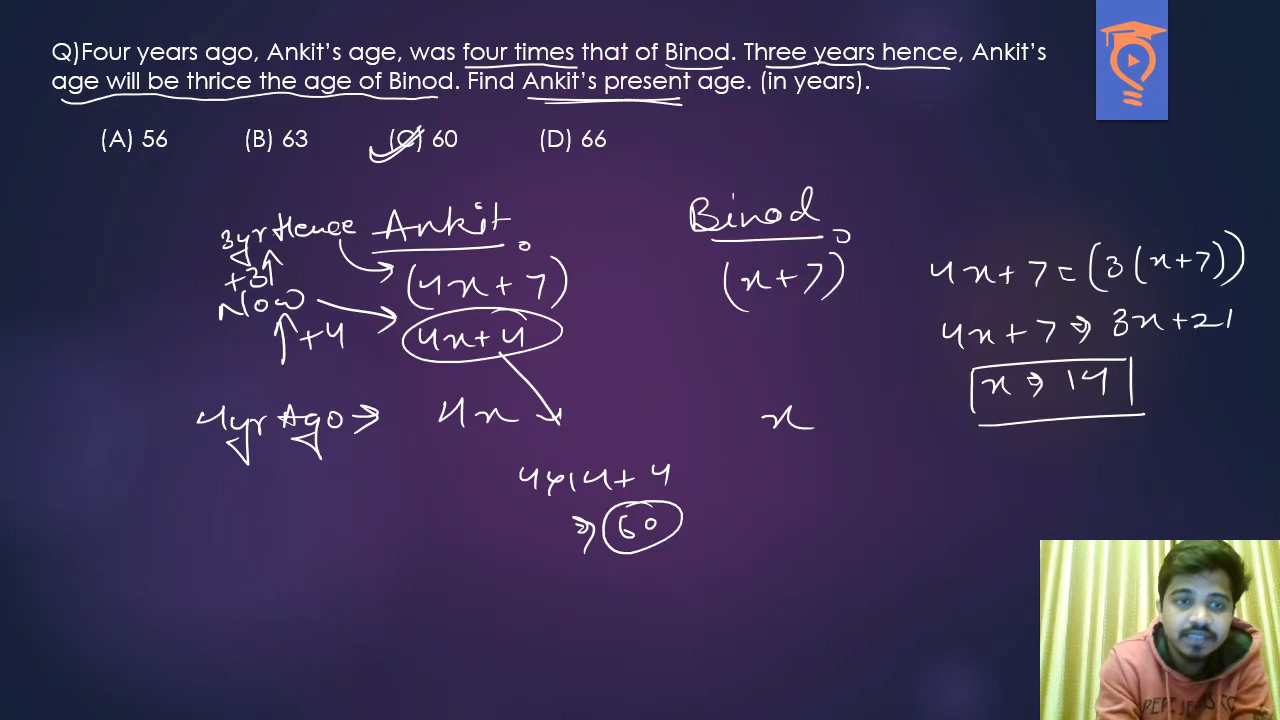 Q)Four years ago, Ankit’s age, was four times that of Binod. Three years hence, Ankit’s
age will be thrice the age of Binod. Find Ankit’s present age. (in years).
(A) 56 (B) 63 (C) 60 (D) 66
3yr Hence Ankit Binod
+3 (4x+7) (x+7) 4x+7=(3(x+7))
Now 4x+4 4x+7⇒3x+21
+4 x⇒14
4yr Ago→ 4x x
4x14+4
⇒60